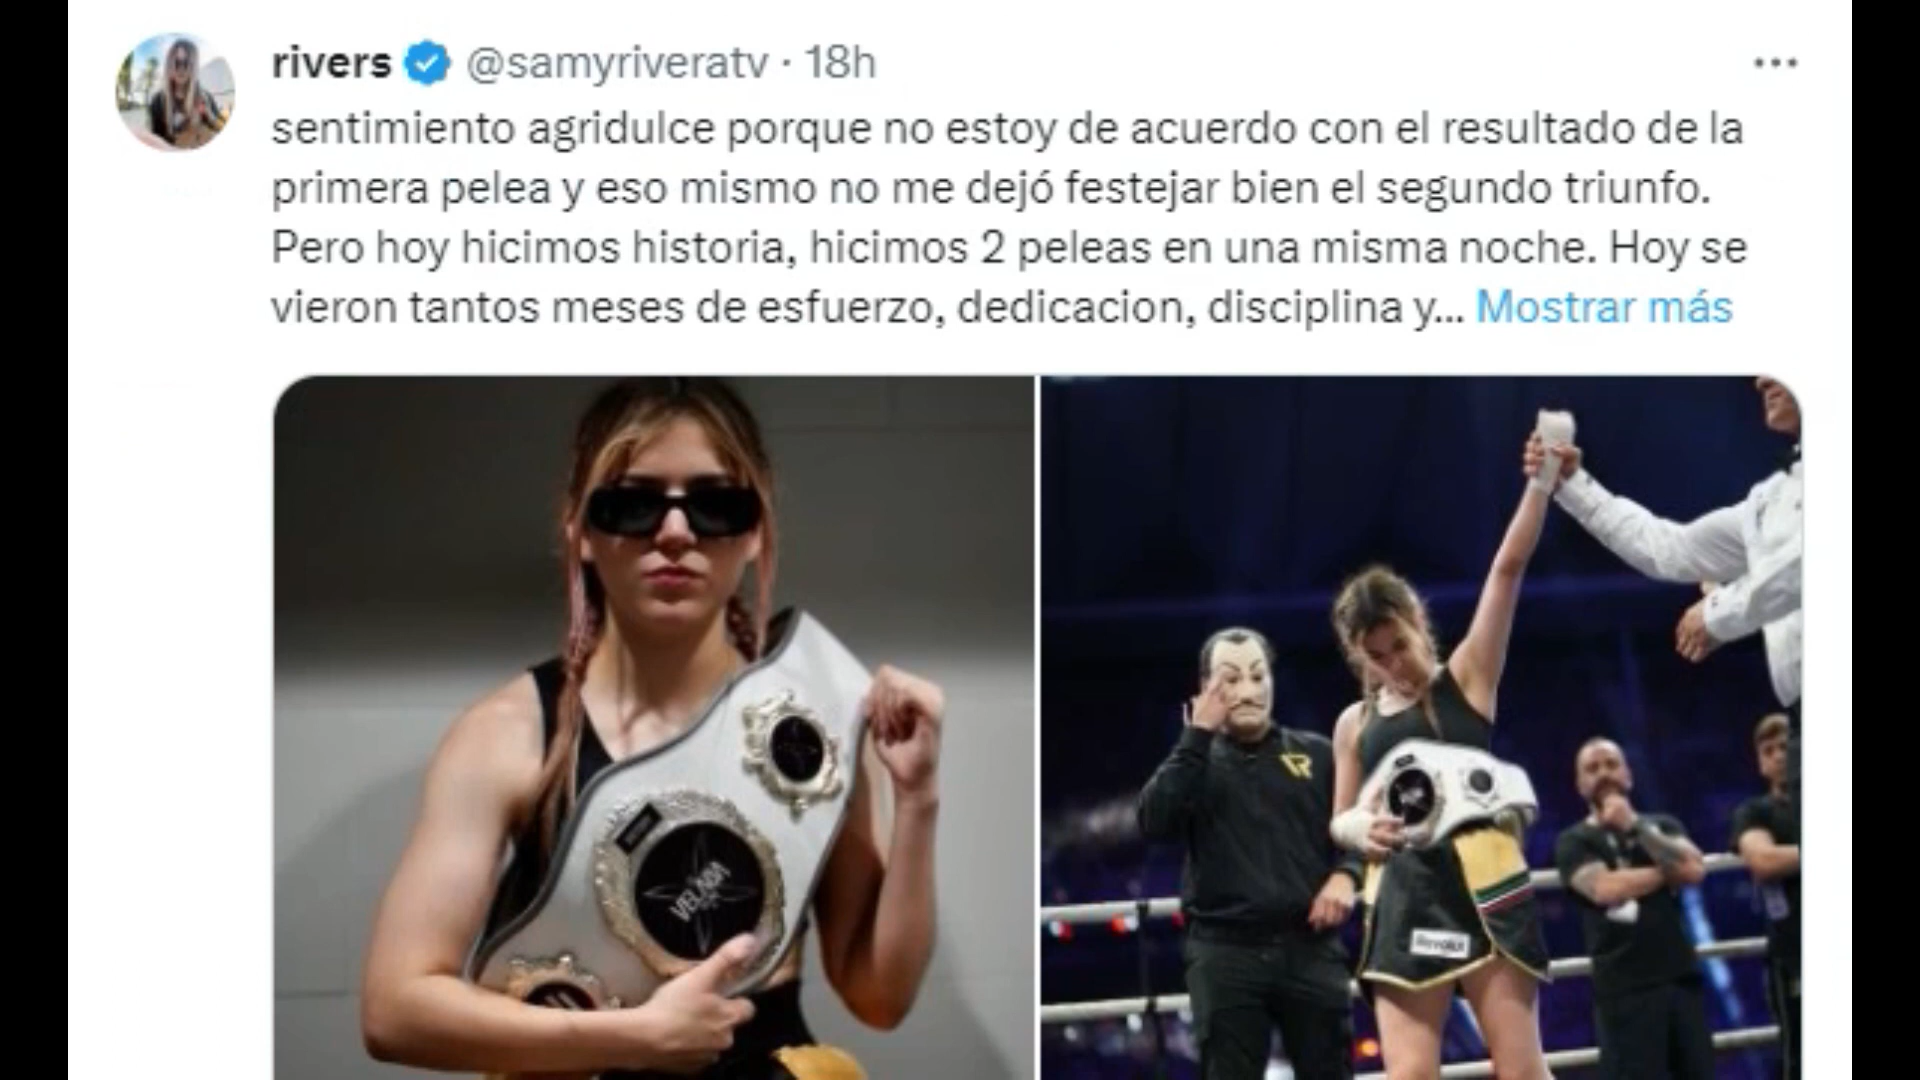 rivers @samyriveratv · 18h
sentimiento agridulce porque no estoy de acuerdo con el resultado de la
primera pelea y eso mismo no me dejó festejar bien el segundo triunfo.
Pero hoy hicimos historia, hicimos 2 peleas en una misma noche. Hoy se
vieron tantos meses de esfuerzo, dedicacion, disciplina y... Mostrar más
VELADA
Revolut